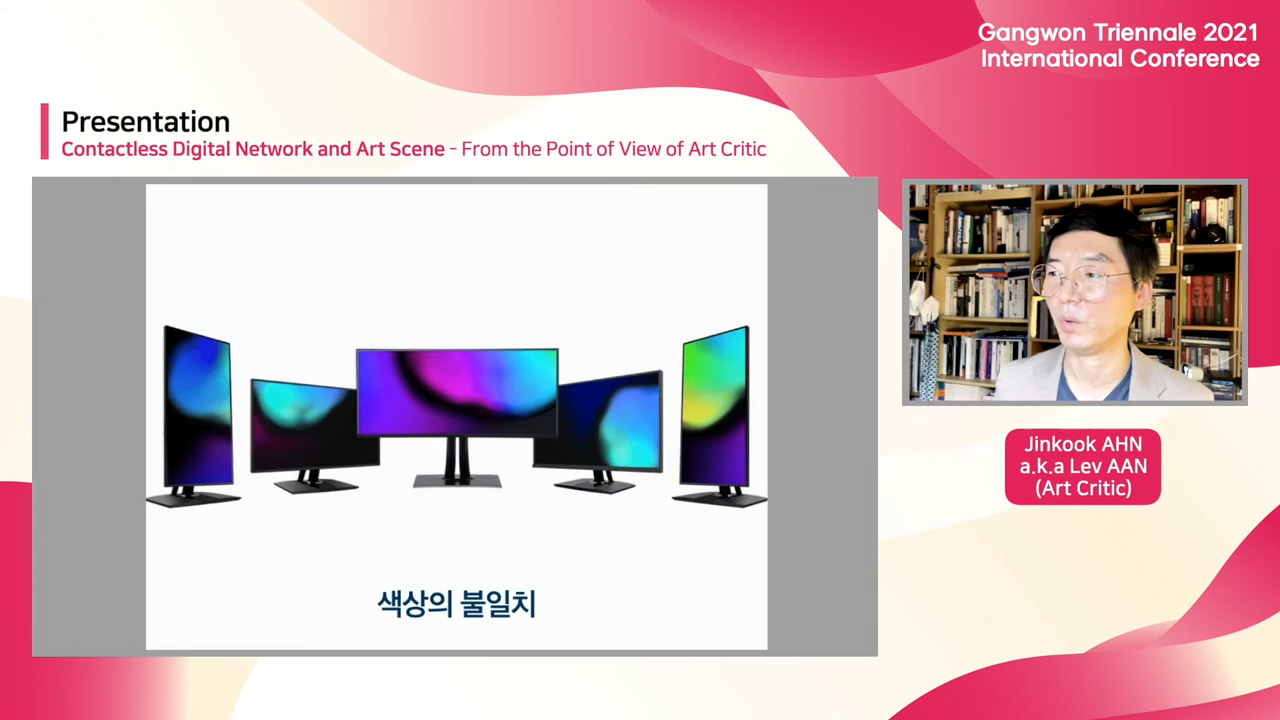 Gangwon Triennale 2021
International Conference
Presentation
Contactless Digital Network and Art Scene - From the Point of View of Art Critic
색상의 불일치
Jinkook AHN
a.k.a Lev AAN
(Art Critic)